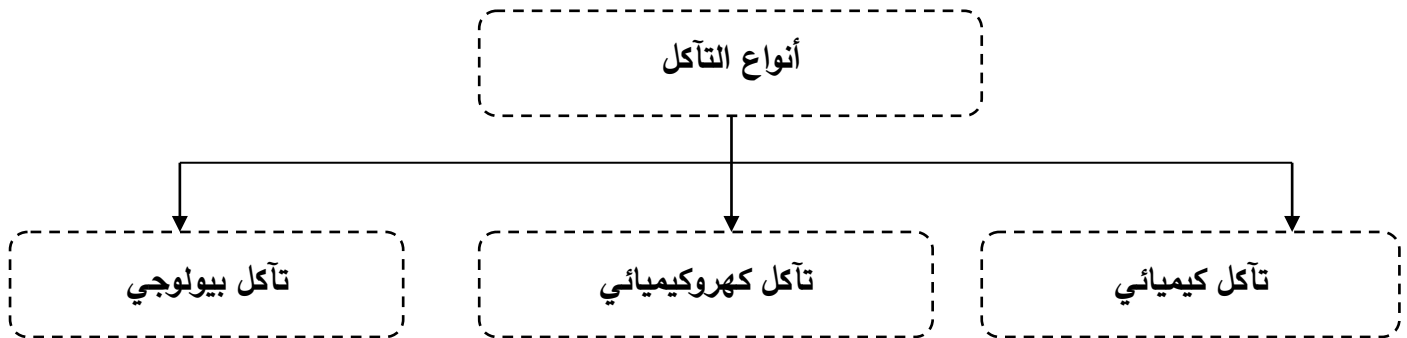 أنواع التآكل
تآكل كيميائي
تآكل كهروكيميائي
تآكل بيولوجي